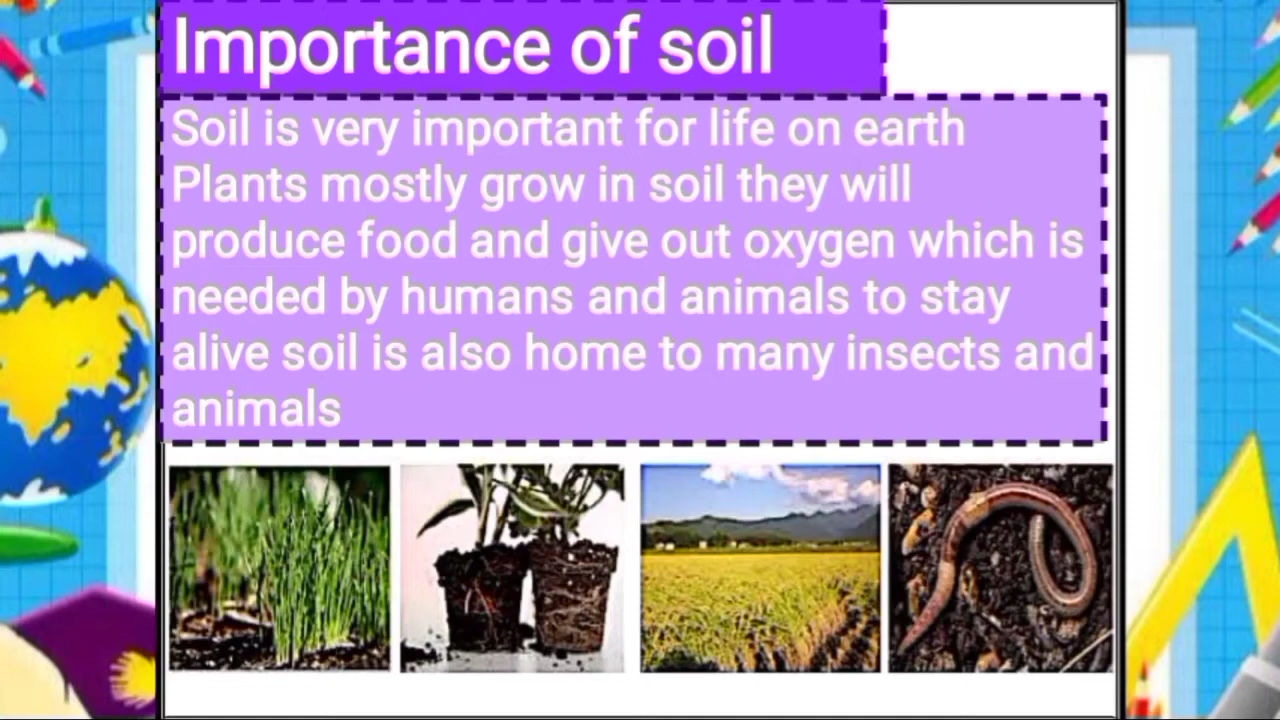 Importance of soil
Soil is very important for life on earth
Plants mostly grow in soil they will
produce food and give out oxygen which is
needed by humans and animals to stay
alive soil is also home to many insects and
animals